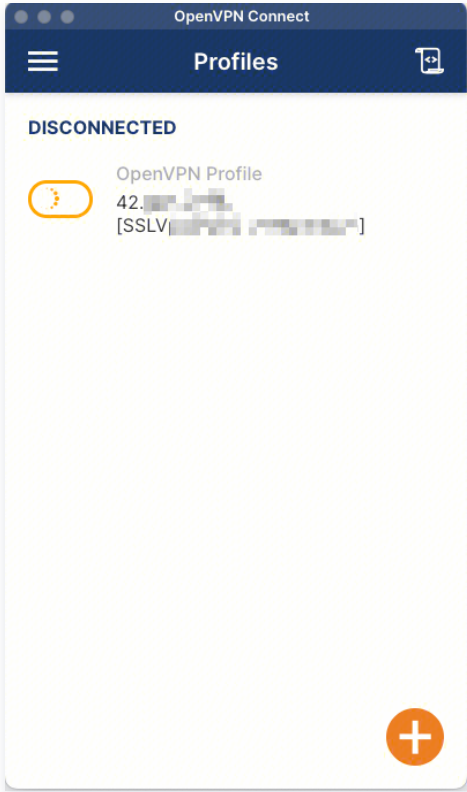 OpenVPN Connect
Profiles
DISCONNECTED
OpenVPN Profile
42.
[SSLV ]